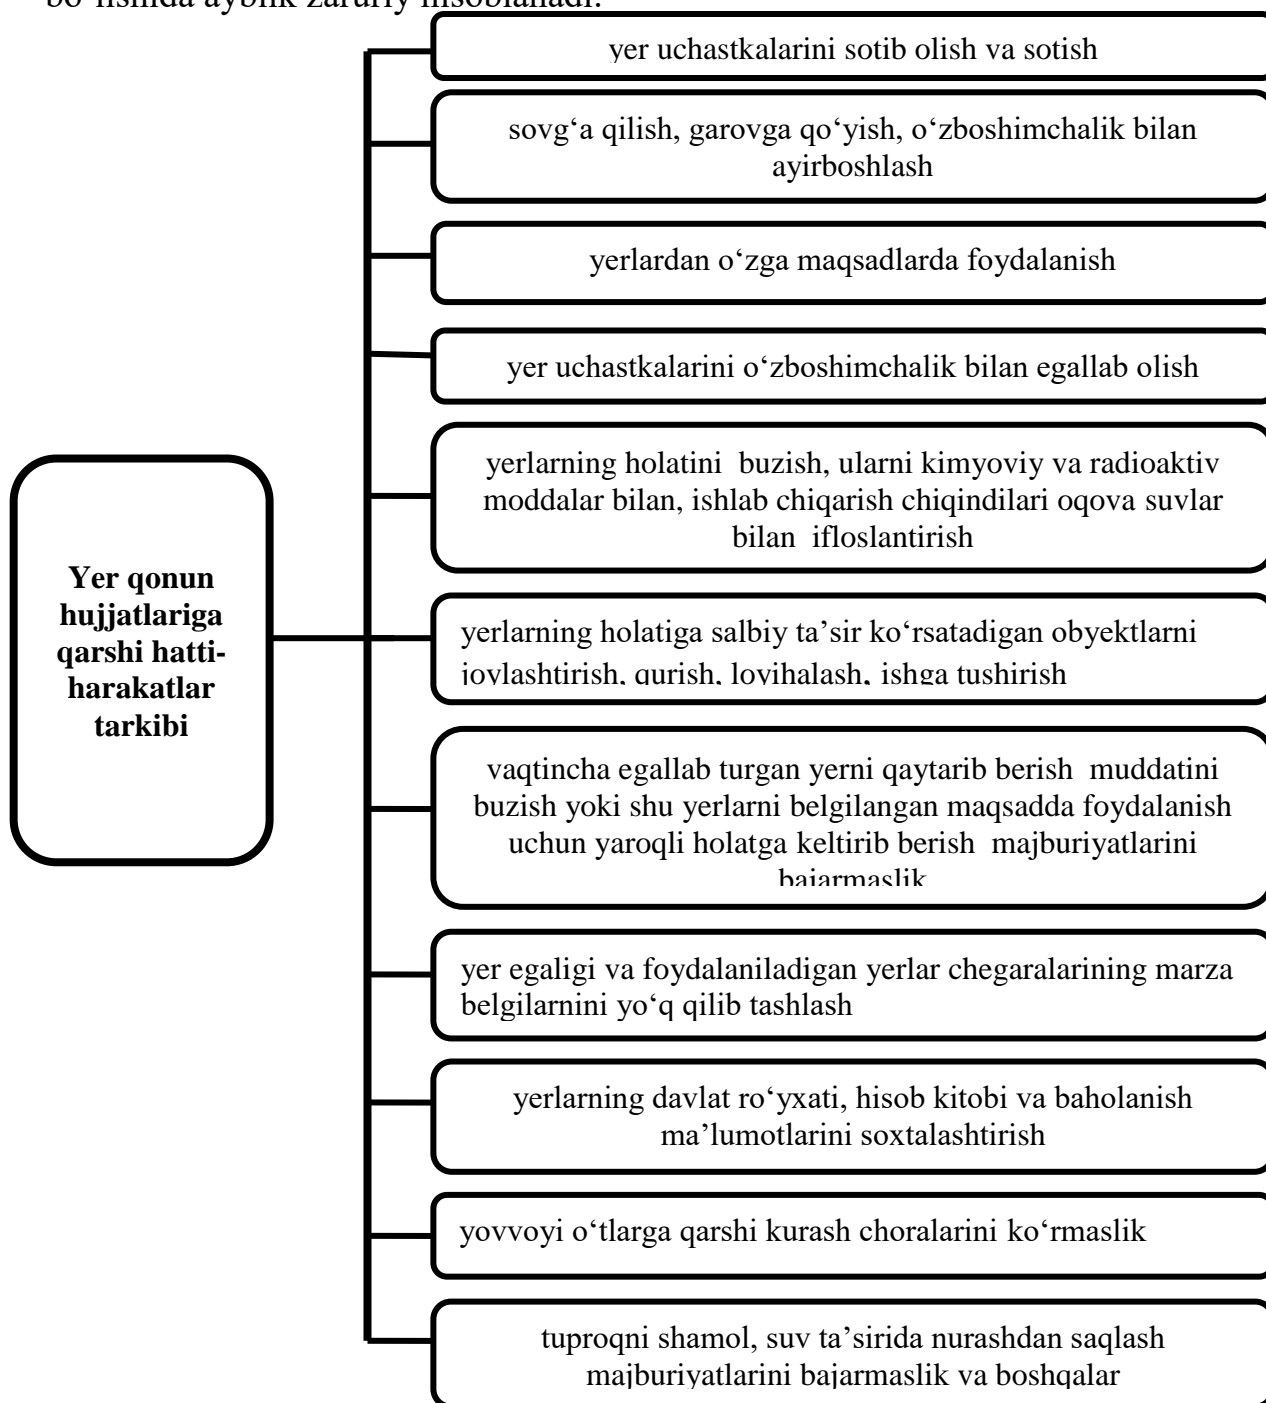 bo‘lishida ayblik zaruriy hisoblanadi.
yer uchastkalarini sotib olish va sotish
sovg‘a qilish, garovga qo‘yish, o‘zboshimchalik bilan
ayirboshlash
yerlardan o‘zga maqsadlarda foydalanish
yer uchastkalarini o‘zboshimchalik bilan egallab olish
yerlarning holatini buzish, ularni kimyoviy va radioaktiv
moddalar bilan, ishlab chiqarish chiqindilari oqova suvlar
bilan ifloslantirish
Yer qonun
hujjatlariga
qarshi hatti-
harakatlar
tarkibi
yerlarning holatiga salbiy ta’sir ko‘rsatadigan obyektlarni
joylashtirish, qurish, loyihalash, ishga tushirish
vaqtincha egallab turgan yerni qaytarib berish muddatini
buzish yoki shu yerlarni belgilangan maqsadda foydalanish
uchun yaroqli holatga keltirib berish majburiyatlarini
bajarmaslik
yer egaligi va foydalaniladigan yerlar chegaralarining marza
belgilarnini yo‘q qilib tashlash
yerlarning davlat ro‘yxati, hisob kitobi va baholanish
ma’lumotlarini soxtalashtirish
yovvoyi o‘tlarga qarshi kurash choralarini ko‘rmaslik
tuproqni shamol, suv ta’sirida nurashdan saqlash
majburiyatlarini bajarmaslik va boshqalar